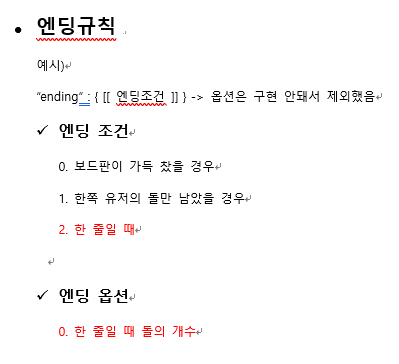 엔딩규칙
예시)
“ending” : { [[ 엔딩조건 ]] } -> 옵션은 구현 안돼서 제외했음
엔딩 조건
0. 보드판이 가득 찼을 경우
1. 한쪽 유저의 돌만 남았을 경우
2. 한 줄일 때
엔딩 옵션
0. 한 줄일 때 돌의 개수